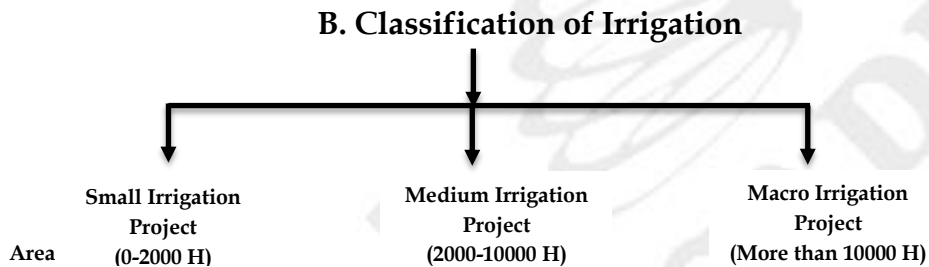 B. Classification of Irrigation
Small Irrigation
Project
(0-2000 H)
Medium Irrigation
Project
(2000-10000 H)
Macro Irrigation
Project
(More than 10000 H)
Area